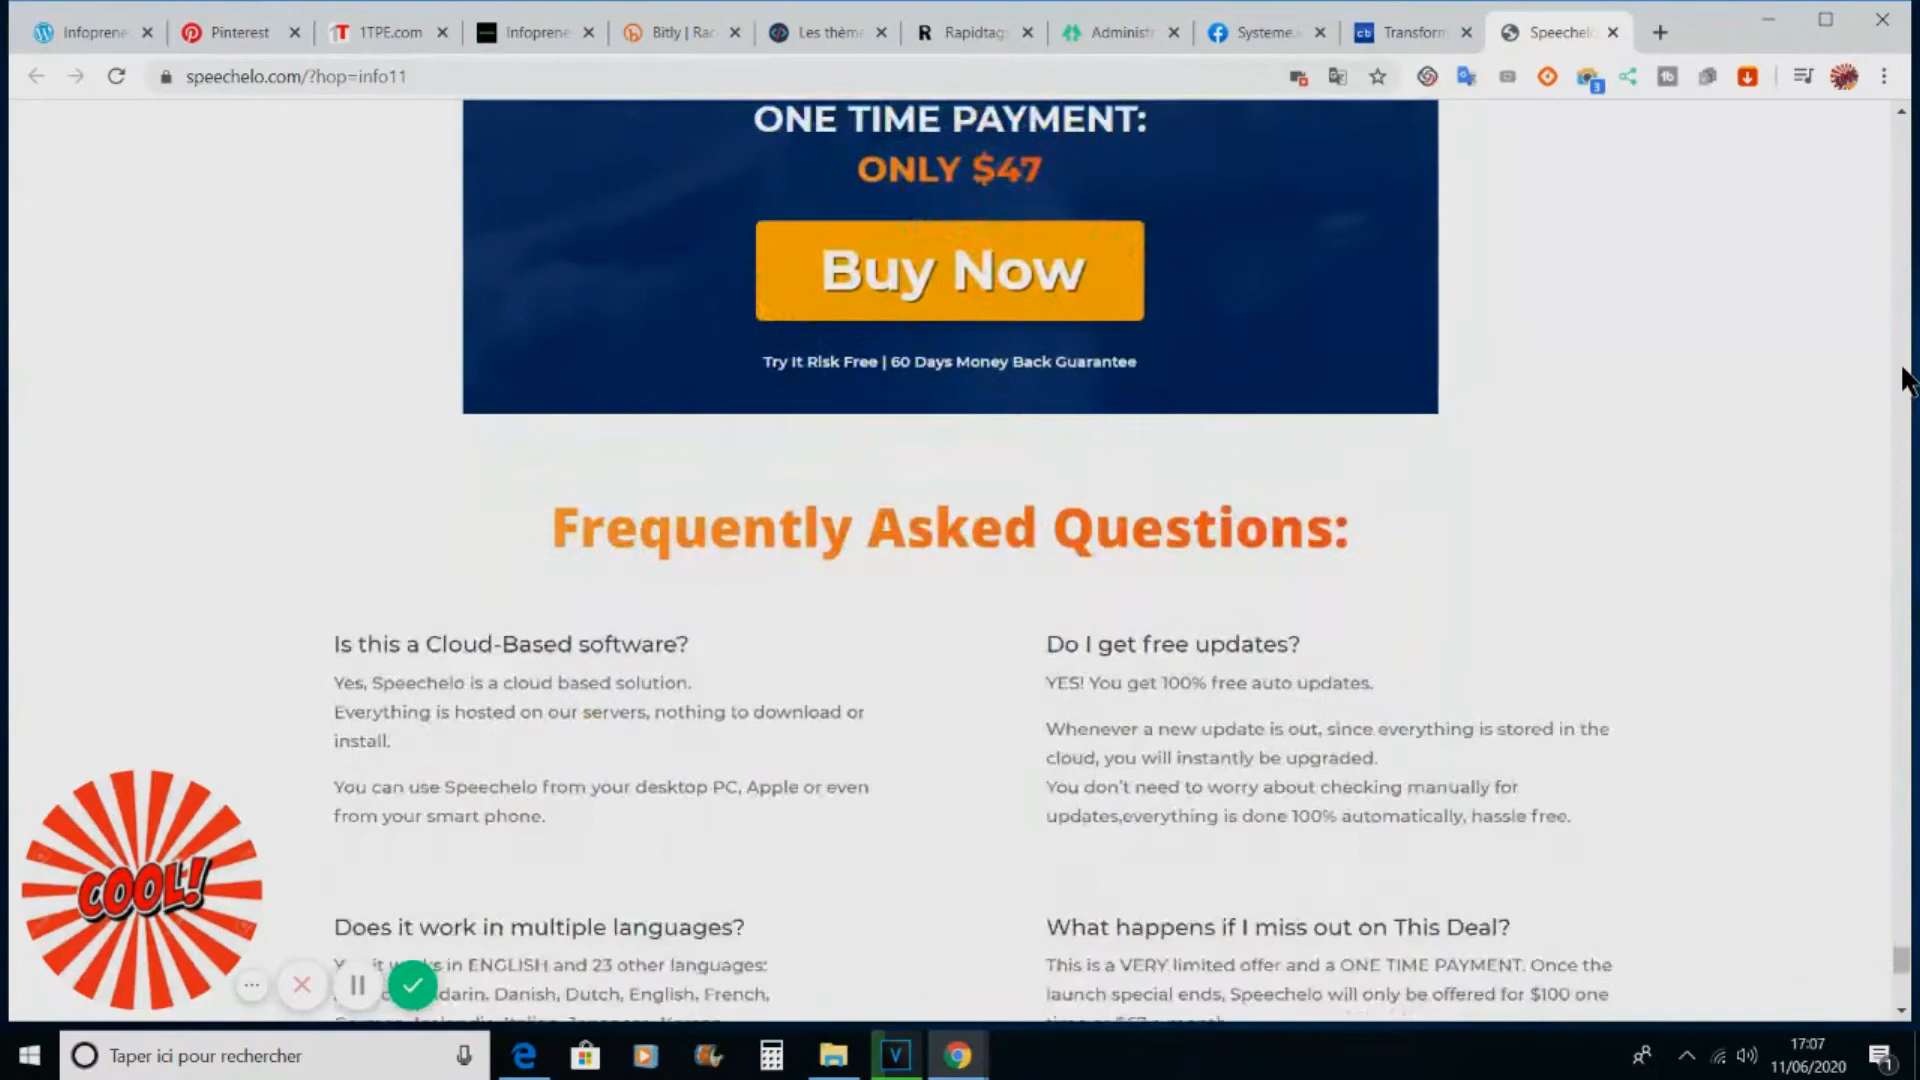 Infoprene
Pinterest
1TPE.com
Infoprene
Bitly | Rac
Les thème
Rapidtag
Administr
Systeme.
Transform
Speechel
speechelo.com/?hop=info11
ONE TIME PAYMENT:
ONLY $47
Buy Now
Try It Risk Free | 60 Days Money Back Guarantee
Frequently Asked Questions:
Is this a Cloud-Based software?
Yes, Speechelo is a cloud based solution.
Everything is hosted on our servers, nothing to download or
install.
You can use Speechelo from your desktop PC, Apple or even
from your smart phone.
Do I get free updates?
YES! You get 100% free auto updates.
Whenever a new update is out, since everything is stored in the
cloud, you will instantly be upgraded.
You don't need to worry about checking manually for
updates,everything is done 100% automatically, hassle free.
Does it work in multiple languages?
in ENGLISH and 23 other languages:
Danish, Dutch, English, French,
What happens if I miss out on This Deal?
This is a VERY limited offer and a ONE TIME PAYMENT. Once the
launch special ends, Speechelo will only be offered for $100 one
COOL!
Taper ici pour rechercher
17:07
11/06/2020